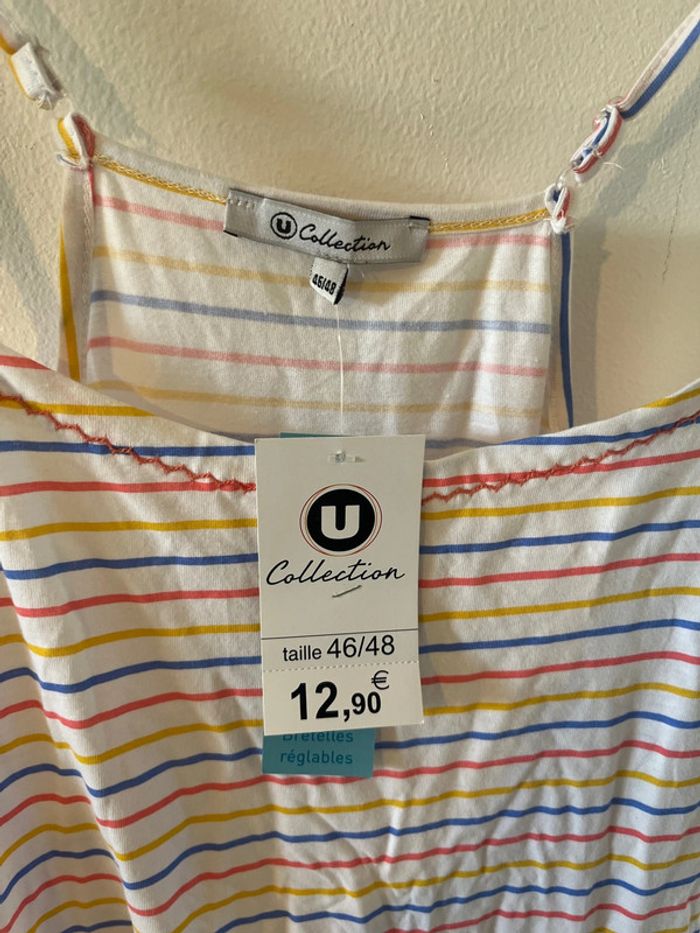 U Collection
46/48
U
Collection
taille 46/48
12,90€
Bretelles
réglables